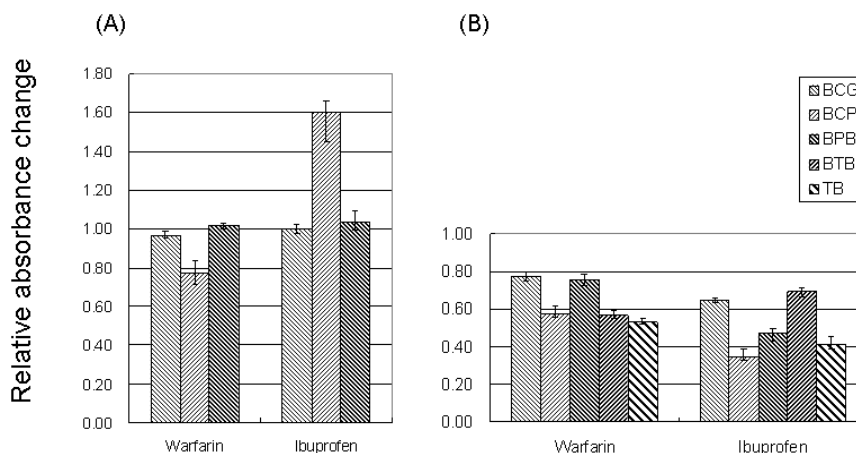 (A)
(B)
Relative absorbance change
1.80
1.60
1.40
1.20
1.00
0.80
0.60
0.40
0.20
0.00
Warfarin
Ibuprofen
BCG
BCP
BPB
BTB
TB
1.00
0.80
0.60
0.40
0.20
0.00
Warfarin
Ibuprofen